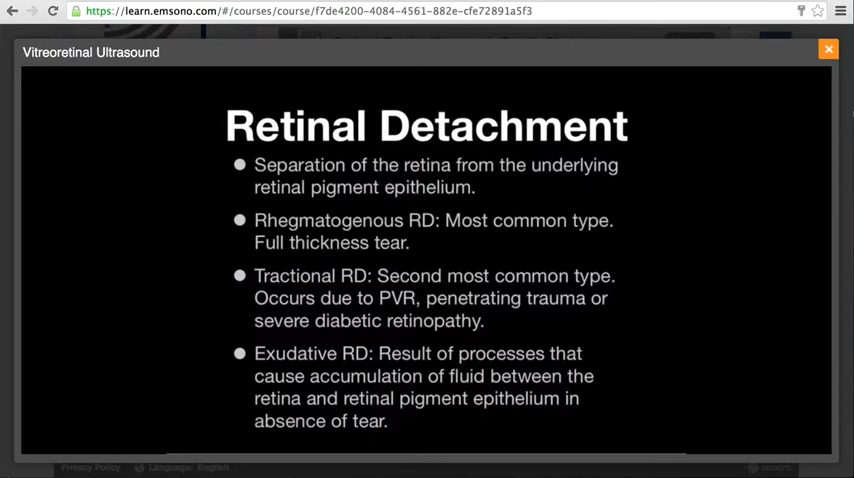 https://learn.emsono.com/#/courses/course/f7de4200-4084-4561-882e-cfe72891a5f3
Vitreoretinal Ultrasound
Retinal Detachment
● Separation of the retina from the underlying
retinal pigment epithelium.
● Rhegmatogenous RD: Most common type.
Full thickness tear.
● Tractional RD: Second most common type.
Occurs due to PVR, penetrating trauma or
severe diabetic retinopathy.
● Exudative RD: Result of processes that
cause accumulation of fluid between the
retina and retinal pigment epithelium in
absence of tear.
Privacy Policy Language: English